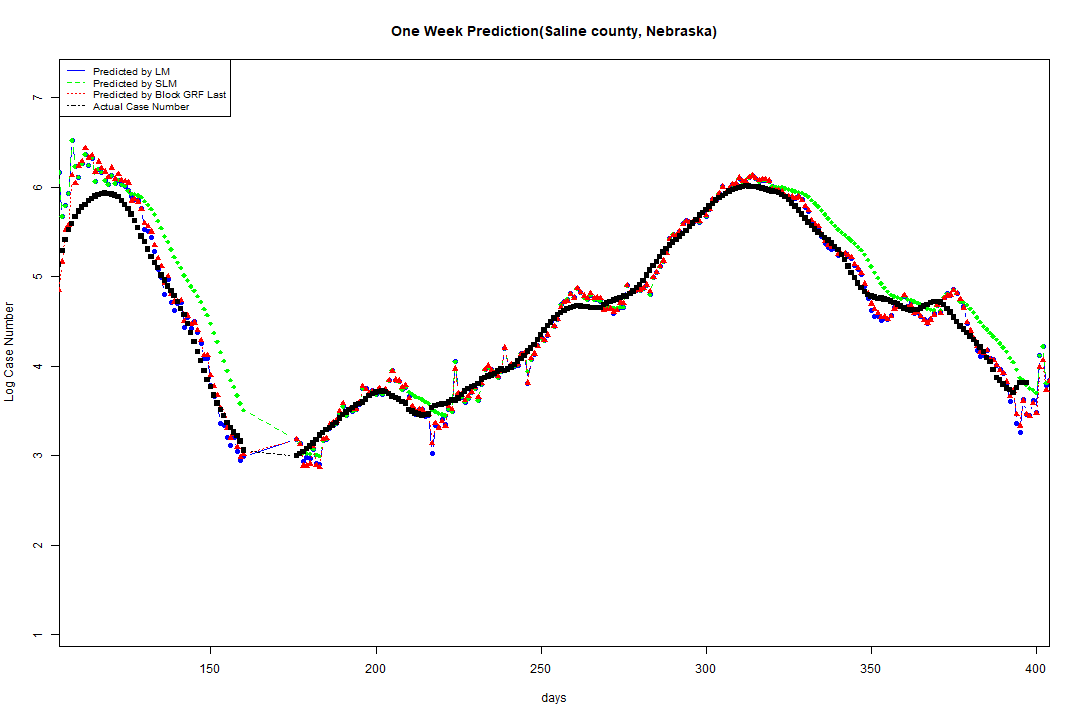 One Week Prediction(Saline county, Nebraska)
Predicted by LM
Predicted by SLM
Predicted by Block GRF Last
Actual Case Number
7
6
5
4
3
2
1
Log Case Number
150 200 250 300 350 400
days